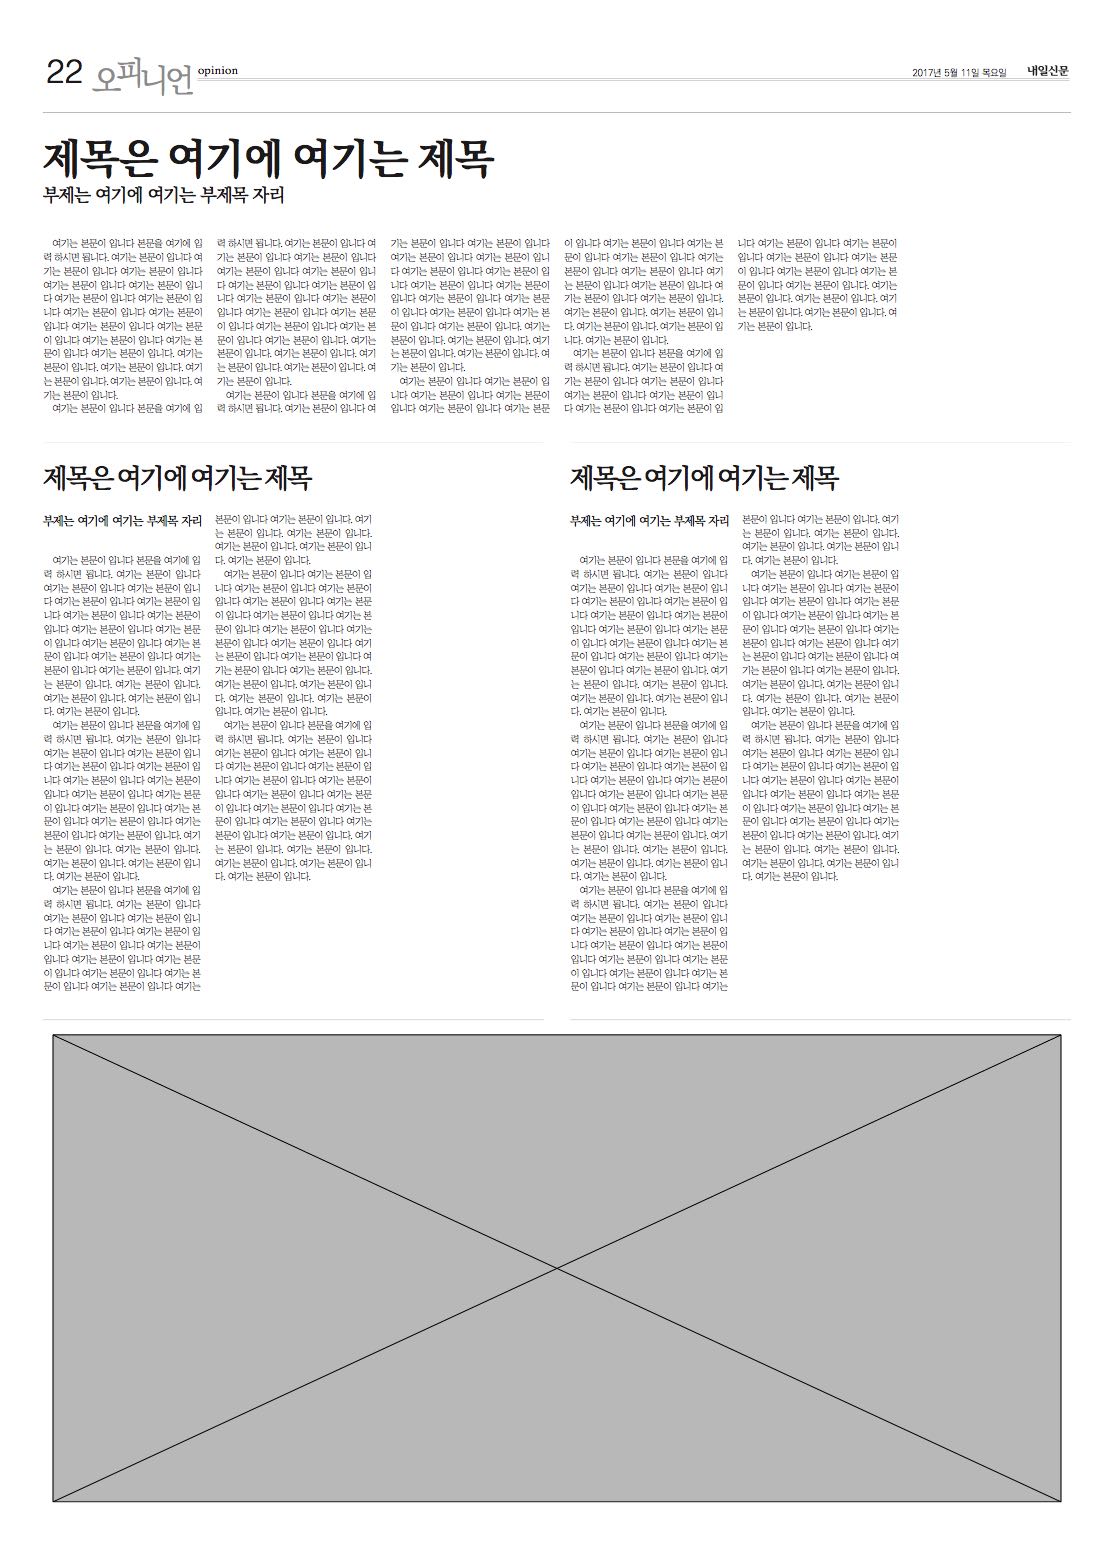 22 오피니언 opinion 2017년 5월 11일 목요일 내일신문
제목은 여기에 여기는 제목
부제는 여기에 여기는 부제목 자리
여기는 본문이 입니다 본문을 여기에 입
력 하시면 됩니다. 여기는 본문이 입니다 여
기는 본문이 입니다 여기는 본문이 입니다
여기는 본문이 입니다 여기는 본문이 입니
다 여기는 본문이 입니다 여기는 본문이 입
니다 여기는 본문이 입니다 여기는 본문이
입니다 여기는 본문이 입니다 여기는 본문
이 입니다 여기는 본문이 입니다 여기는 본
문이 입니다 여기는 본문이 입니다. 여기는
본문이 입니다. 여기는 본문이 입니다. 여기
는 본문이 입니다. 여기는 본문이 입니다. 여
기는 본문이 입니다.
여기는 본문이 입니다 본문을 여기에 입
력 하시면 됩니다. 여기는 본문이 입니다 여
기는 본문이 입니다 여기는 본문이 입니다
여기는 본문이 입니다 여기는 본문이 입니
다 여기는 본문이 입니다 여기는 본문이 입
니다 여기는 본문이 입니다 여기는 본문이
입니다 여기는 본문이 입니다 여기는 본문
이 입니다 여기는 본문이 입니다 여기는 본
문이 입니다 여기는 본문이 입니다. 여기는
본문이 입니다. 여기는 본문이 입니다. 여기
는 본문이 입니다. 여기는 본문이 입니다. 여
기는 본문이 입니다.
여기는 본문이 입니다 본문을 여기에 입
력 하시면 됩니다. 여기는 본문이 입니다 여
기는 본문이 입니다 여기는 본문이 입니다
여기는 본문이 입니다 여기는 본문이 입니
다 여기는 본문이 입니다 여기는 본문이 입
니다 여기는 본문이 입니다 여기는 본문이
입니다 여기는 본문이 입니다 여기는 본문
이 입니다 여기는 본문이 입니다 여기는 본
문이 입니다 여기는 본문이 입니다. 여기는
본문이 입니다. 여기는 본문이 입니다. 여기
는 본문이 입니다. 여기는 본문이 입니다. 여
기는 본문이 입니다.
여기는 본문이 입니다 여기는 본문이 입
니다 여기는 본문이 입니다 여기는 본문이
입니다 여기는 본문이 입니다 여기는 본문
이 입니다 여기는 본문이 입니다 여기는 본
문이 입니다 여기는 본문이 입니다 여기는
본문이 입니다 여기는 본문이 입니다 여기
는 본문이 입니다 여기는 본문이 입니다 여
기는 본문이 입니다 여기는 본문이 입니다.
여기는 본문이 입니다. 여기는 본문이 입니
다. 여기는 본문이 입니다. 여기는 본문이 입
니다. 여기는 본문이 입니다.
여기는 본문이 입니다 본문을 여기에 입
력 하시면 됩니다. 여기는 본문이 입니다 여
기는 본문이 입니다 여기는 본문이 입니다
여기는 본문이 입니다 여기는 본문이 입니
다 여기는 본문이 입니다 여기는 본문이 입
니다 여기는 본문이 입니다 여기는 본문이
입니다 여기는 본문이 입니다 여기는 본문
이 입니다 여기는 본문이 입니다 여기는 본
문이 입니다 여기는 본문이 입니다. 여기는
본문이 입니다. 여기는 본문이 입니다. 여기
는 본문이 입니다. 여기는 본문이 입니다. 여
기는 본문이 입니다.
제목은 여기에 여기는 제목
부제는 여기에 여기는 부제목 자리
여기는 본문이 입니다 본문을 여기에 입
력 하시면 됩니다. 여기는 본문이 입니다
여기는 본문이 입니다 여기는 본문이 입니
다 여기는 본문이 입니다 여기는 본문이 입
니다 여기는 본문이 입니다 여기는 본문이
입니다 여기는 본문이 입니다 여기는 본문
이 입니다 여기는 본문이 입니다 여기는 본
문이 입니다 여기는 본문이 입니다 여기는
본문이 입니다 여기는 본문이 입니다. 여기
는 본문이 입니다. 여기는 본문이 입니다.
여기는 본문이 입니다. 여기는 본문이 입니
다. 여기는 본문이 입니다.
여기는 본문이 입니다 본문을 여기에 입
력 하시면 됩니다. 여기는 본문이 입니다
여기는 본문이 입니다 여기는 본문이 입니
다 여기는 본문이 입니다 여기는 본문이 입
니다 여기는 본문이 입니다 여기는 본문이
입니다 여기는 본문이 입니다 여기는 본문
이 입니다 여기는 본문이 입니다 여기는 본
문이 입니다 여기는 본문이 입니다 여기는
본문이 입니다 여기는 본문이 입니다. 여기
는 본문이 입니다. 여기는 본문이 입니다.
여기는 본문이 입니다. 여기는 본문이 입니
다. 여기는 본문이 입니다.
여기는 본문이 입니다 본문을 여기에 입
력 하시면 됩니다. 여기는 본문이 입니다
여기는 본문이 입니다 여기는 본문이 입니
다 여기는 본문이 입니다 여기는 본문이 입
니다 여기는 본문이 입니다 여기는 본문이
입니다 여기는 본문이 입니다 여기는 본문
이 입니다 여기는 본문이 입니다 여기는 본
문이 입니다 여기는 본문이 입니다 여기는
본문이 입니다 여기는 본문이 입니다. 여기
는 본문이 입니다. 여기는 본문이 입니다.
여기는 본문이 입니다. 여기는 본문이 입니
다. 여기는 본문이 입니다.
여기는 본문이 입니다 여기는 본문이 입
니다 여기는 본문이 입니다 여기는 본문이
입니다 여기는 본문이 입니다 여기는 본문
이 입니다 여기는 본문이 입니다 여기는 본
문이 입니다 여기는 본문이 입니다 여기는
본문이 입니다 여기는 본문이 입니다 여기
는 본문이 입니다 여기는 본문이 입니다 여
기는 본문이 입니다 여기는 본문이 입니다.
여기는 본문이 입니다. 여기는 본문이 입니
다. 여기는 본문이 입니다. 여기는 본문이
입니다. 여기는 본문이 입니다.
여기는 본문이 입니다 본문을 여기에 입
력 하시면 됩니다. 여기는 본문이 입니다
여기는 본문이 입니다 여기는 본문이 입니
다 여기는 본문이 입니다 여기는 본문이 입
니다 여기는 본문이 입니다 여기는 본문이
입니다 여기는 본문이 입니다 여기는 본문
이 입니다 여기는 본문이 입니다 여기는 본
문이 입니다 여기는 본문이 입니다 여기는
본문이 입니다 여기는 본문이 입니다. 여기
는 본문이 입니다. 여기는 본문이 입니다.
여기는 본문이 입니다. 여기는 본문이 입니
다. 여기는 본문이 입니다.
제목은 여기에 여기는 제목
부제는 여기에 여기는 부제목 자리
여기는 본문이 입니다 본문을 여기에 입
력 하시면 됩니다. 여기는 본문이 입니다
여기는 본문이 입니다 여기는 본문이 입니
다 여기는 본문이 입니다 여기는 본문이 입
니다 여기는 본문이 입니다 여기는 본문이
입니다 여기는 본문이 입니다 여기는 본문
이 입니다 여기는 본문이 입니다 여기는 본
문이 입니다 여기는 본문이 입니다 여기는
본문이 입니다 여기는 본문이 입니다. 여기
는 본문이 입니다. 여기는 본문이 입니다.
여기는 본문이 입니다. 여기는 본문이 입니
다. 여기는 본문이 입니다.
여기는 본문이 입니다 본문을 여기에 입
력 하시면 됩니다. 여기는 본문이 입니다
여기는 본문이 입니다 여기는 본문이 입니
다 여기는 본문이 입니다 여기는 본문이 입
니다 여기는 본문이 입니다 여기는 본문이
입니다 여기는 본문이 입니다 여기는 본문
이 입니다 여기는 본문이 입니다 여기는 본
문이 입니다 여기는 본문이 입니다 여기는
본문이 입니다 여기는 본문이 입니다. 여기
는 본문이 입니다. 여기는 본문이 입니다.
여기는 본문이 입니다. 여기는 본문이 입니
다. 여기는 본문이 입니다.
여기는 본문이 입니다 본문을 여기에 입
력 하시면 됩니다. 여기는 본문이 입니다
여기는 본문이 입니다 여기는 본문이 입니
다 여기는 본문이 입니다 여기는 본문이 입
니다 여기는 본문이 입니다 여기는 본문이
입니다 여기는 본문이 입니다 여기는 본문
이 입니다 여기는 본문이 입니다 여기는 본
문이 입니다 여기는 본문이 입니다 여기는
본문이 입니다 여기는 본문이 입니다. 여기
는 본문이 입니다. 여기는 본문이 입니다.
여기는 본문이 입니다. 여기는 본문이 입니
다. 여기는 본문이 입니다.
여기는 본문이 입니다 여기는 본문이 입
니다 여기는 본문이 입니다 여기는 본문이
입니다 여기는 본문이 입니다 여기는 본문
이 입니다 여기는 본문이 입니다 여기는 본
문이 입니다 여기는 본문이 입니다 여기는
본문이 입니다 여기는 본문이 입니다 여기
는 본문이 입니다 여기는 본문이 입니다 여
기는 본문이 입니다 여기는 본문이 입니다.
여기는 본문이 입니다. 여기는 본문이 입니
다. 여기는 본문이 입니다. 여기는 본문이
입니다. 여기는 본문이 입니다.
여기는 본문이 입니다 본문을 여기에 입
력 하시면 됩니다. 여기는 본문이 입니다
여기는 본문이 입니다 여기는 본문이 입니
다 여기는 본문이 입니다 여기는 본문이 입
니다 여기는 본문이 입니다 여기는 본문이
입니다 여기는 본문이 입니다 여기는 본문
이 입니다 여기는 본문이 입니다 여기는 본
문이 입니다 여기는 본문이 입니다 여기는
본문이 입니다 여기는 본문이 입니다. 여기
는 본문이 입니다. 여기는 본문이 입니다.
여기는 본문이 입니다. 여기는 본문이 입니
다. 여기는 본문이 입니다.